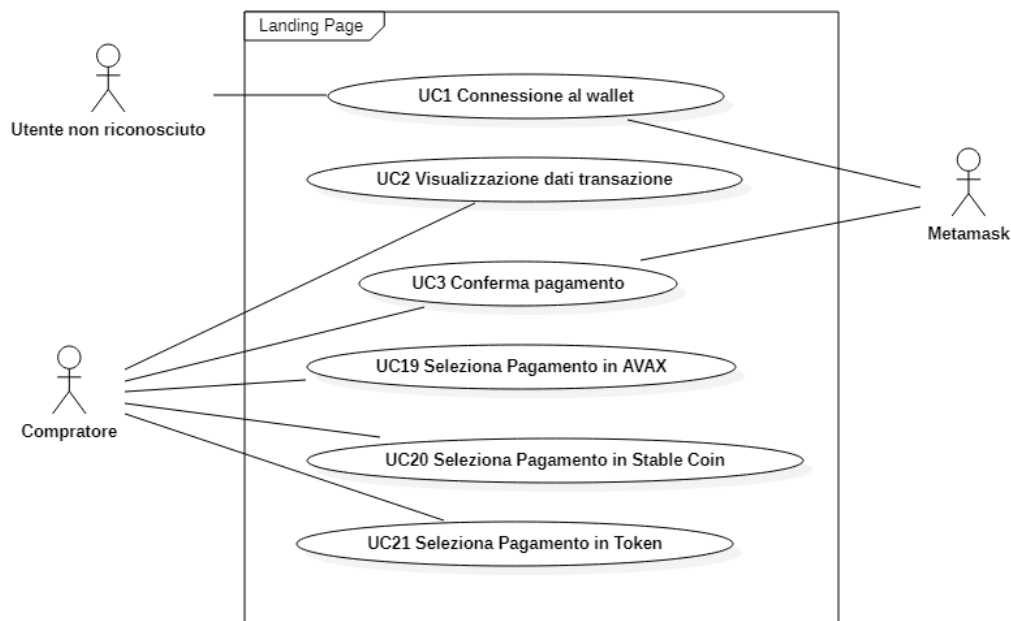 Landing Page
Utente non riconosciuto
UC1 Connessione al wallet
UC2 Visualizzazione dati transazione
Metamask
UC3 Conferma pagamento
UC19 Seleziona Pagamento in AVAX
Compratore
UC20 Seleziona Pagamento in Stable Coin
UC21 Seleziona Pagamento in Token